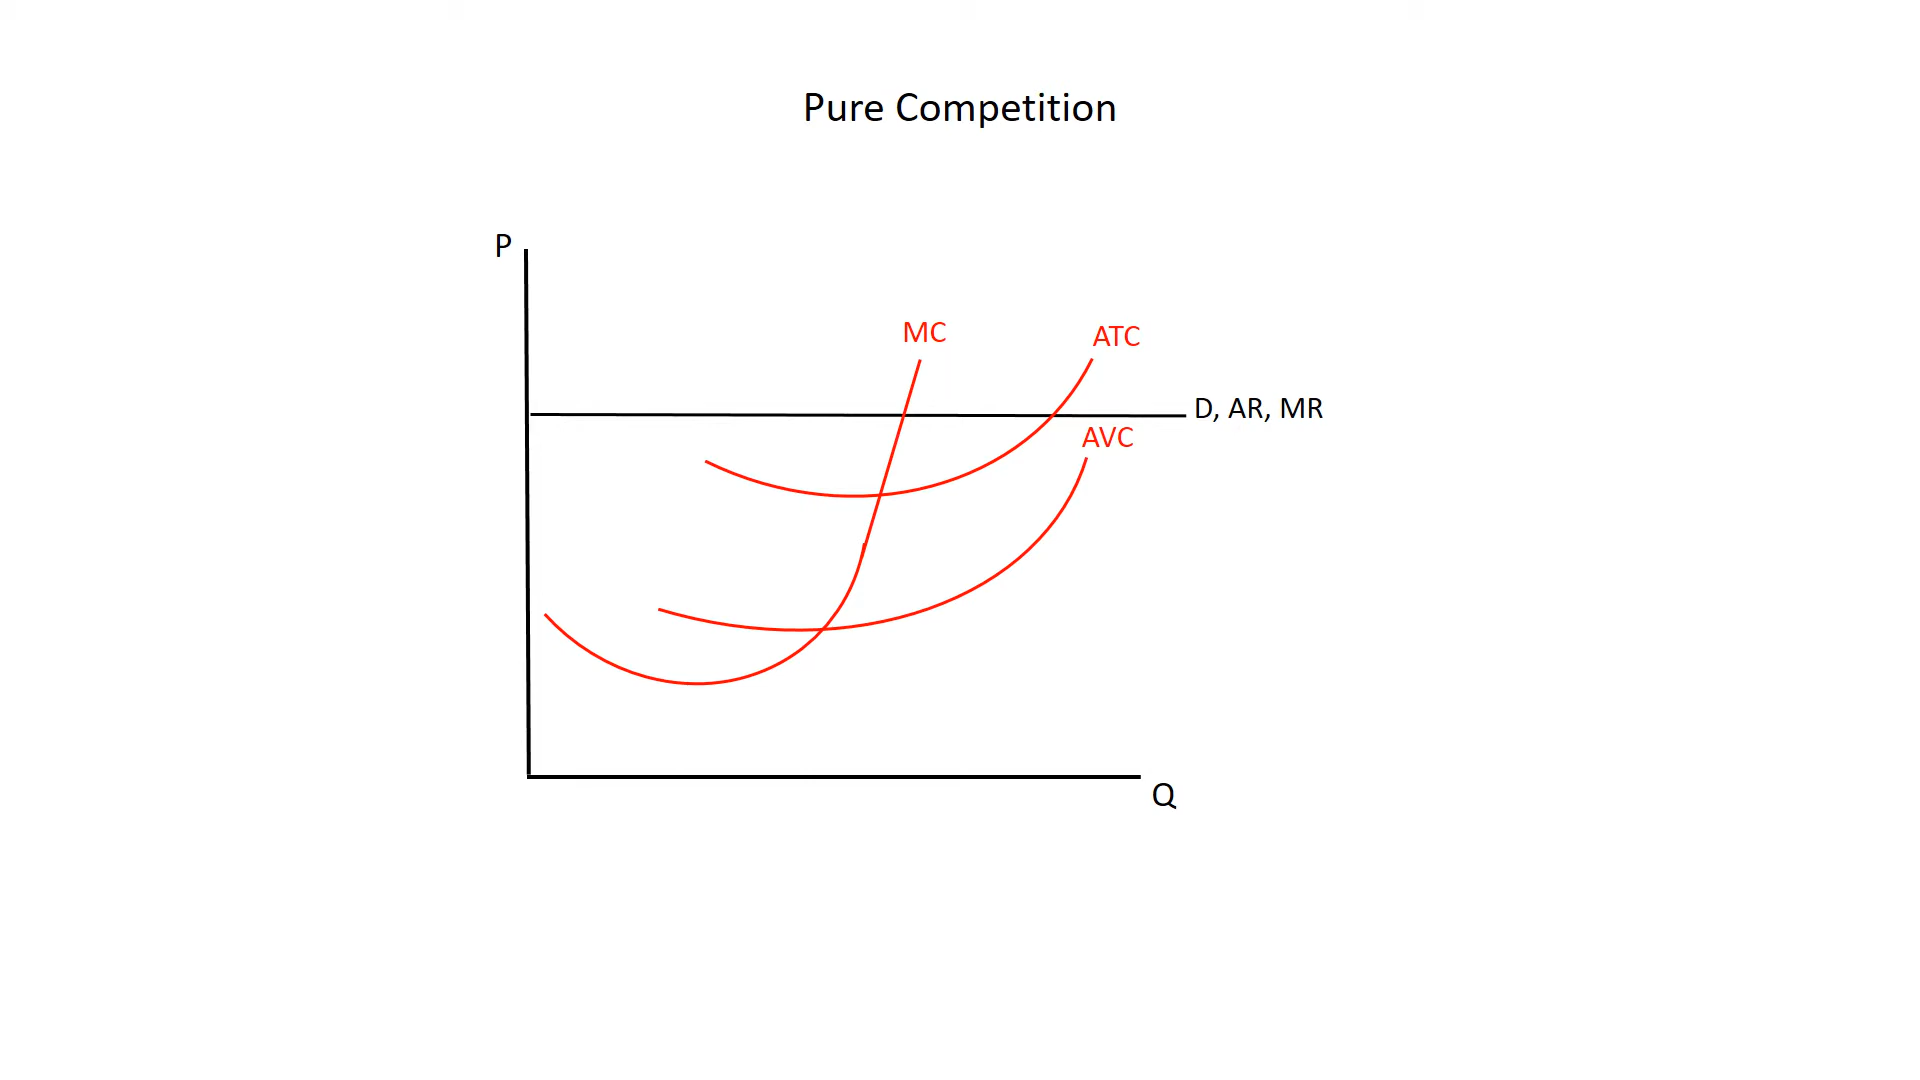 Pure Competition
P
MC
ATC
D, AR, MR
AVC
Q